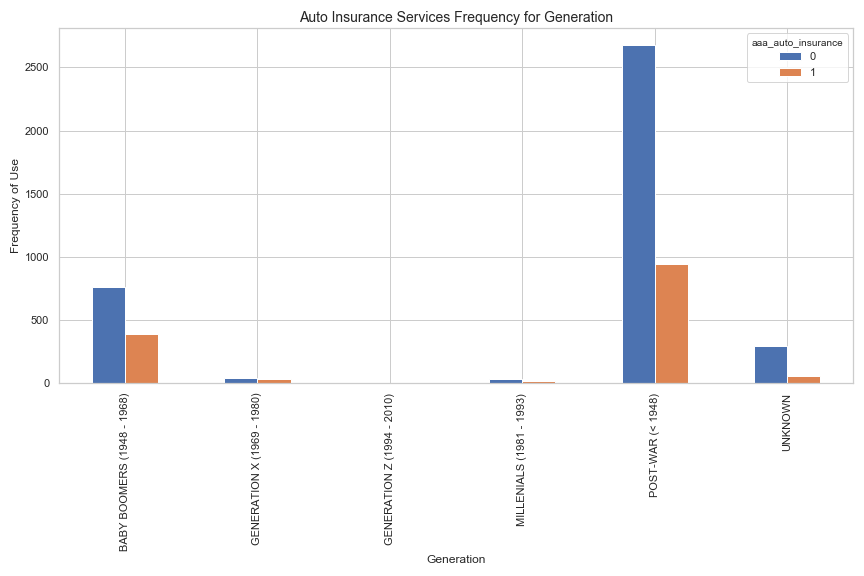 Auto Insurance Services Frequency for Generation
aaa_auto_insurance
0
1
Frequency of Use
2500
2000
1500
1000
500
0
BABY BOOMERS (1948 - 1968)
GENERATION X (1969 - 1980)
GENERATION Z (1994 - 2010)
MILLENIALS (1981 - 1993)
POST-WAR (< 1948)
UNKNOWN
Generation